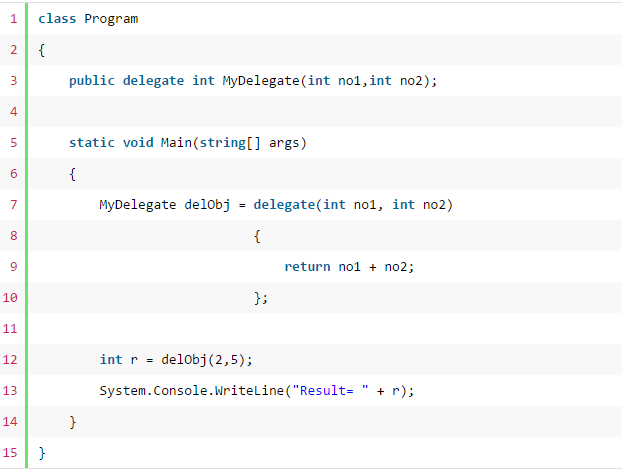 1 class Program
2 {
3     public delegate int MyDelegate(int no1,int no2);
4
5     static void Main(string[] args)
6     {
7         MyDelegate delObj = delegate(int no1, int no2)
8                             {
9                                 return no1 + no2;
10                             };
11
12         int r = delObj(2,5);
13         System.Console.WriteLine("Result= " + r);
14     }
15 }